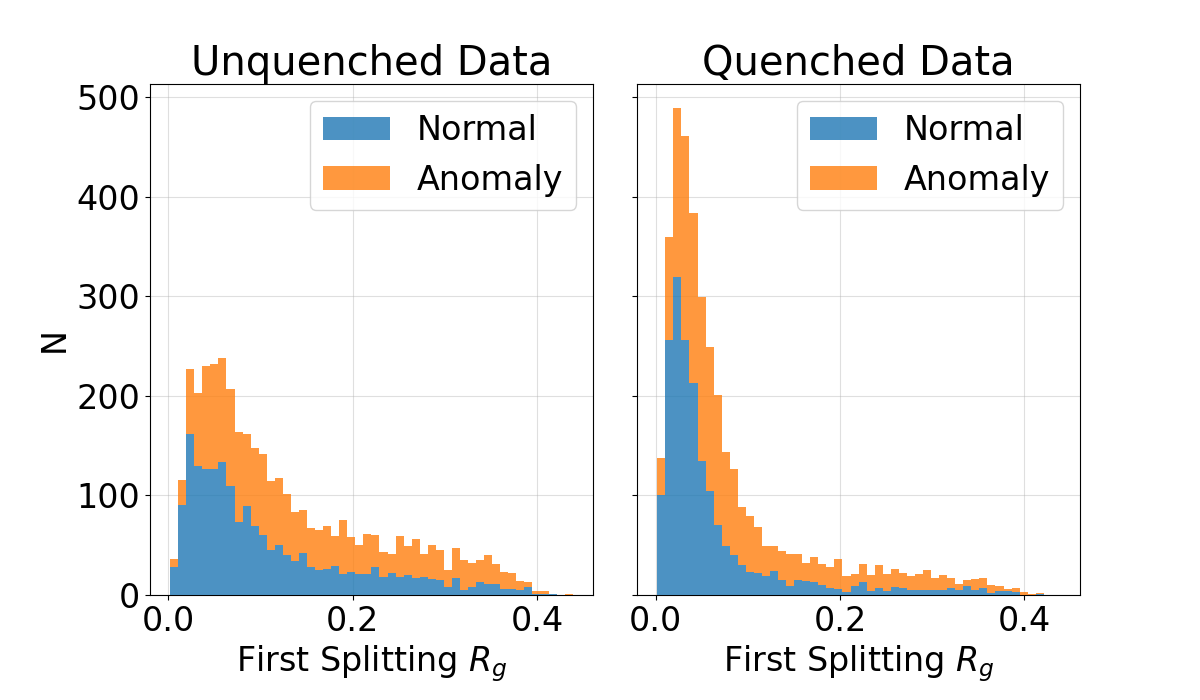 Unquenched Data
Quenched Data
500
400
300
200
100
0
N
Normal
Anomaly
Normal
Anomaly
0.0 0.2 0.4
0.0 0.2 0.4
First Splitting $R_g$
First Splitting $R_g$